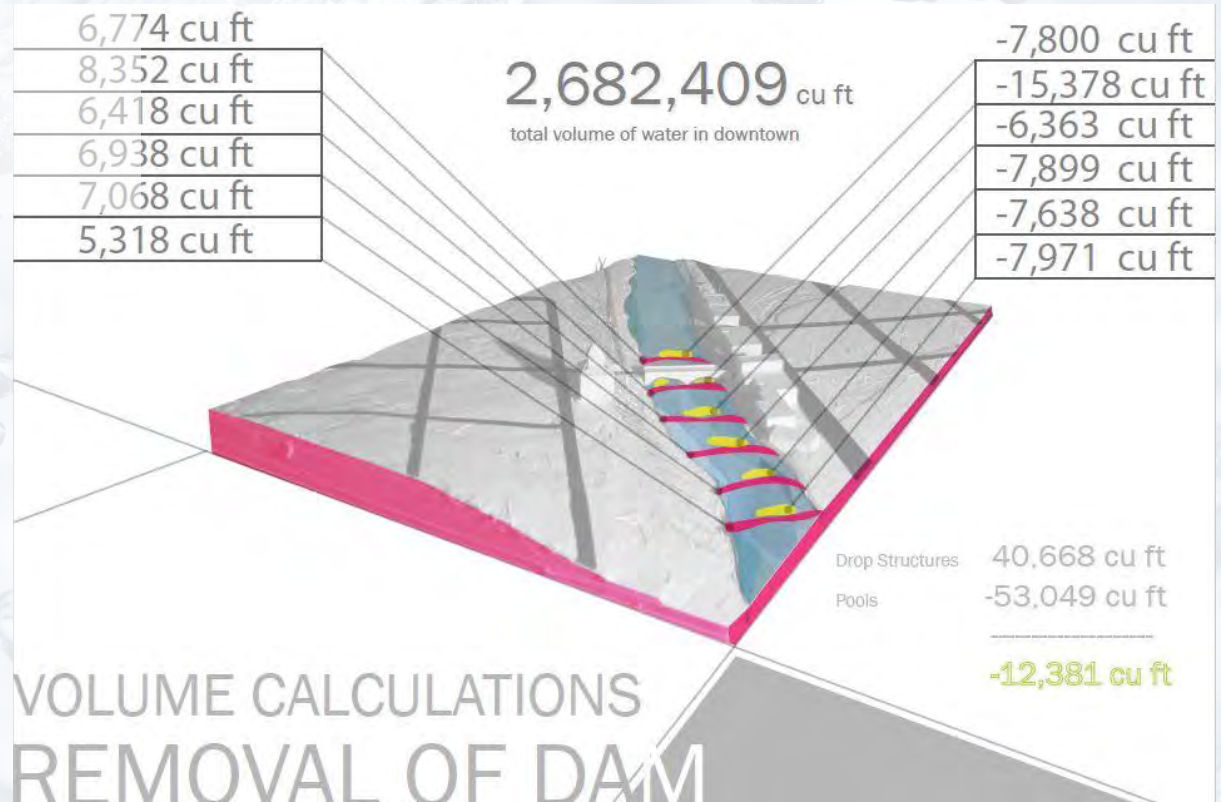 6,774 cu ft
8,352 cu ft
6,418 cu ft
6,938 cu ft
7,068 cu ft
5,318 cu ft
2,682,409 cu ft
total volume of water in downtown
-7,800 cu ft
-15,378 cu ft
-6,363 cu ft
-7,899 cu ft
-7,638 cu ft
-7,971 cu ft
Drop Structures 40,668 cu ft
Pools -53,049 cu ft
-12,381 cu ft
VOLUME CALCULATIONS
REMOVAL OF DAM